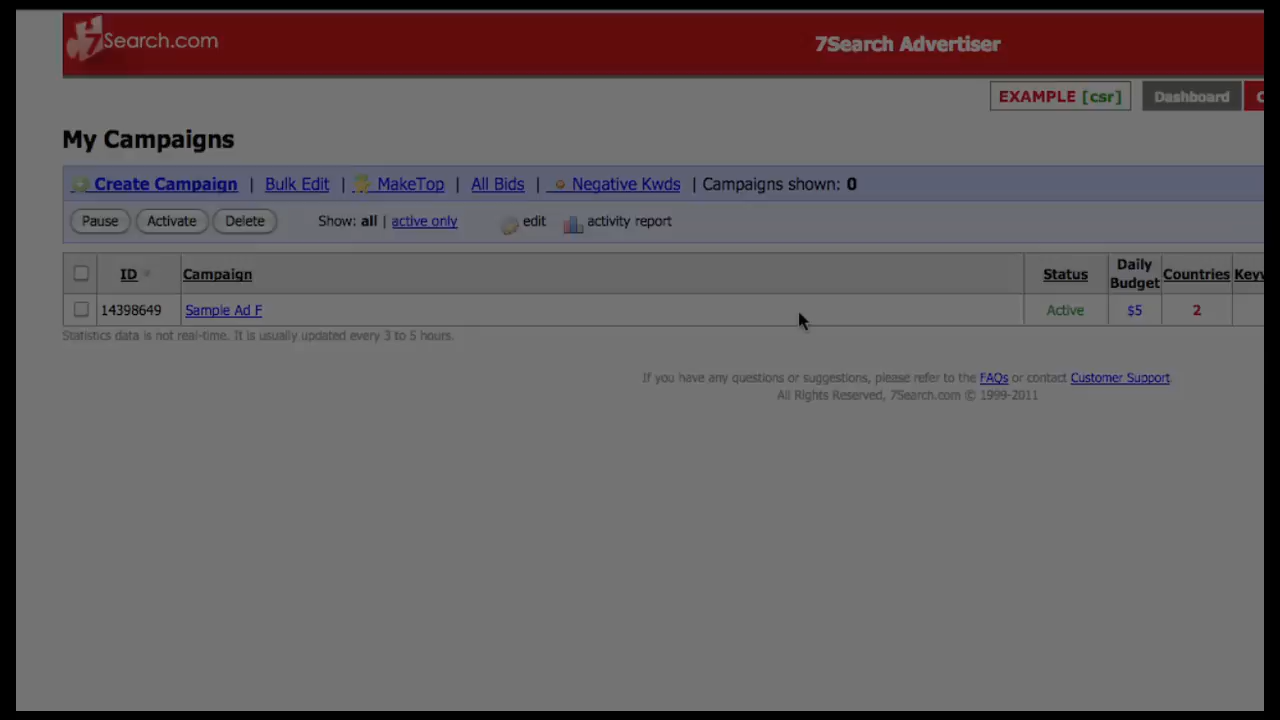 7Search.com
7Search Advertiser
EXAMPLE [csr] Dashboard
My Campaigns
Create Campaign | Bulk Edit | MakeTop | All Bids | Negative Kwds | Campaigns shown: 0
Pause Activate Delete Show: all | active only edit activity report
ID Campaign Status Daily Budget Countries
14398649 Sample Ad F Active $5 2
Statistics data is not real-time. It is usually updated every 3 to 5 hours.
If you have any questions or suggestions, please refer to the FAQs or contact Customer Support
All Rights Reserved, 7Search.com © 1999-2011